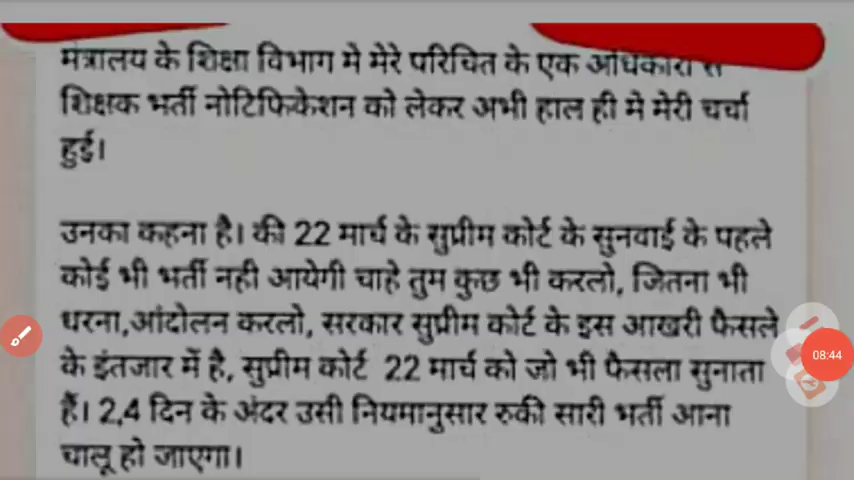 मंत्रालय के शिक्षा विभाग मे मेरे परिचित के एक अधिकारी से
शिक्षक भर्ती नोटिफिकेशन को लेकर अभी हाल ही मे मेरी चर्चा
हुई।
उनका कहना है। की 22 मार्च के सुप्रीम कोर्ट के सुनवाई के पहले
कोई भी भर्ती नही आयेगी चाहे तुम कुछ भी करलो, जितना भी
धरना,आंदोलन करलो, सरकार सुप्रीम कोर्ट के इस आखरी फैसले
के इंतजार में है, सुप्रीम कोर्ट 22 मार्च को जो भी फैसला सुनाता
हैं। 2,4 दिन के अंदर उसी नियमानुसार रुकी सारी भर्ती आना
चालू हो जाएगा।
08:44